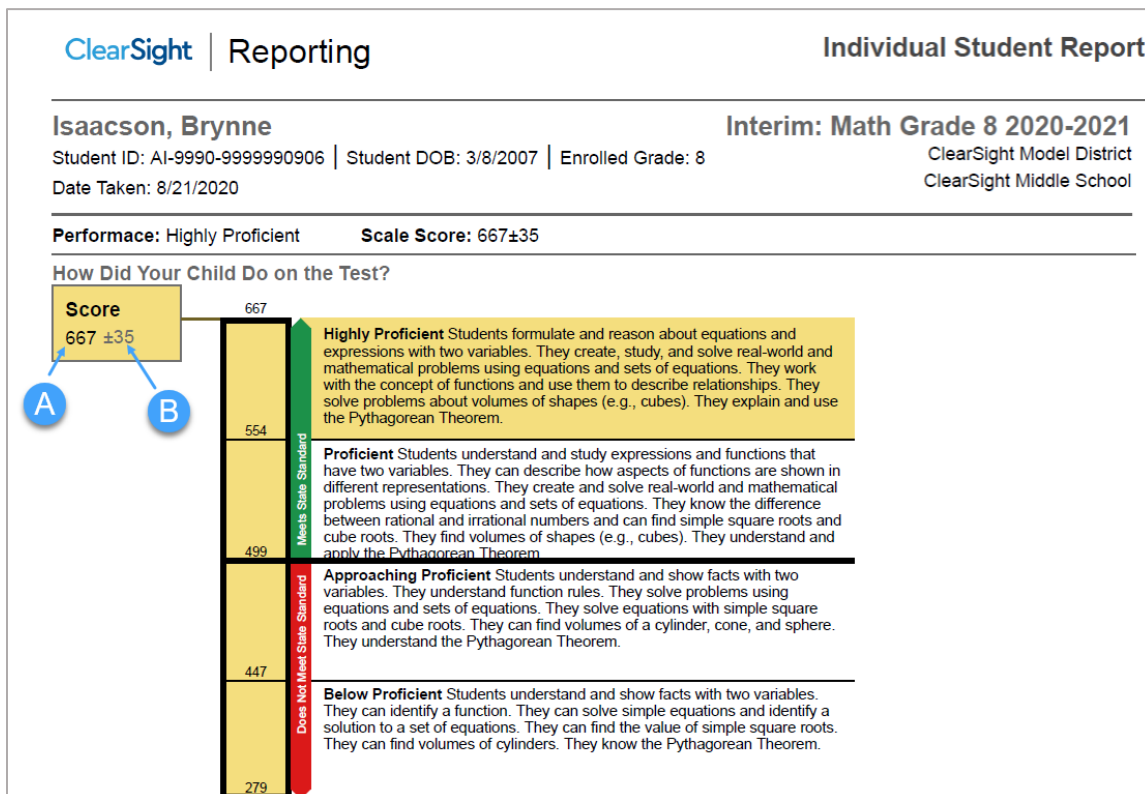 ClearSight | Reporting
Individual Student Report
Isaacson, Brynne
Interim: Math Grade 8 2020-2021
Student ID: AI-9990-9999990906 | Student DOB: 3/8/2007 | Enrolled Grade: 8
ClearSight Model District
Date Taken: 8/21/2020
ClearSight Middle School
Performace: Highly Proficient Scale Score: 667±35
How Did Your Child Do on the Test?
Score
667 ±35
A
B
667
554
499
447
279
Meets State Standard
Does Not Meet State Standard
Highly Proficient Students formulate and reason about equations and
expressions with two variables. They create, study, and solve real-world and
mathematical problems using equations and sets of equations. They work
with the concept of functions and use them to describe relationships. They
solve problems about volumes of shapes (e.g., cubes). They explain and use
the Pythagorean Theorem.
Proficient Students understand and study expressions and functions that
have two variables. They can describe how aspects of functions are shown in
different representations. They create and solve real-world and mathematical
problems using equations and sets of equations. They know the difference
between rational and irrational numbers and can find simple square roots and
cube roots. They find volumes of shapes (e.g., cubes). They understand and
apply the Pythagorean Theorem
Approaching Proficient Students understand and show facts with two
variables. They understand function rules. They solve problems using
equations and sets of equations. They solve equations with simple square
roots and cube roots. They can find volumes of a cylinder, cone, and sphere.
They understand the Pythagorean Theorem.
Below Proficient Students understand and show facts with two variables.
They can identify a function. They can solve simple equations and identify a
solution to a set of equations. They can find the value of simple square roots.
They can find volumes of cylinders. They know the Pythagorean Theorem.